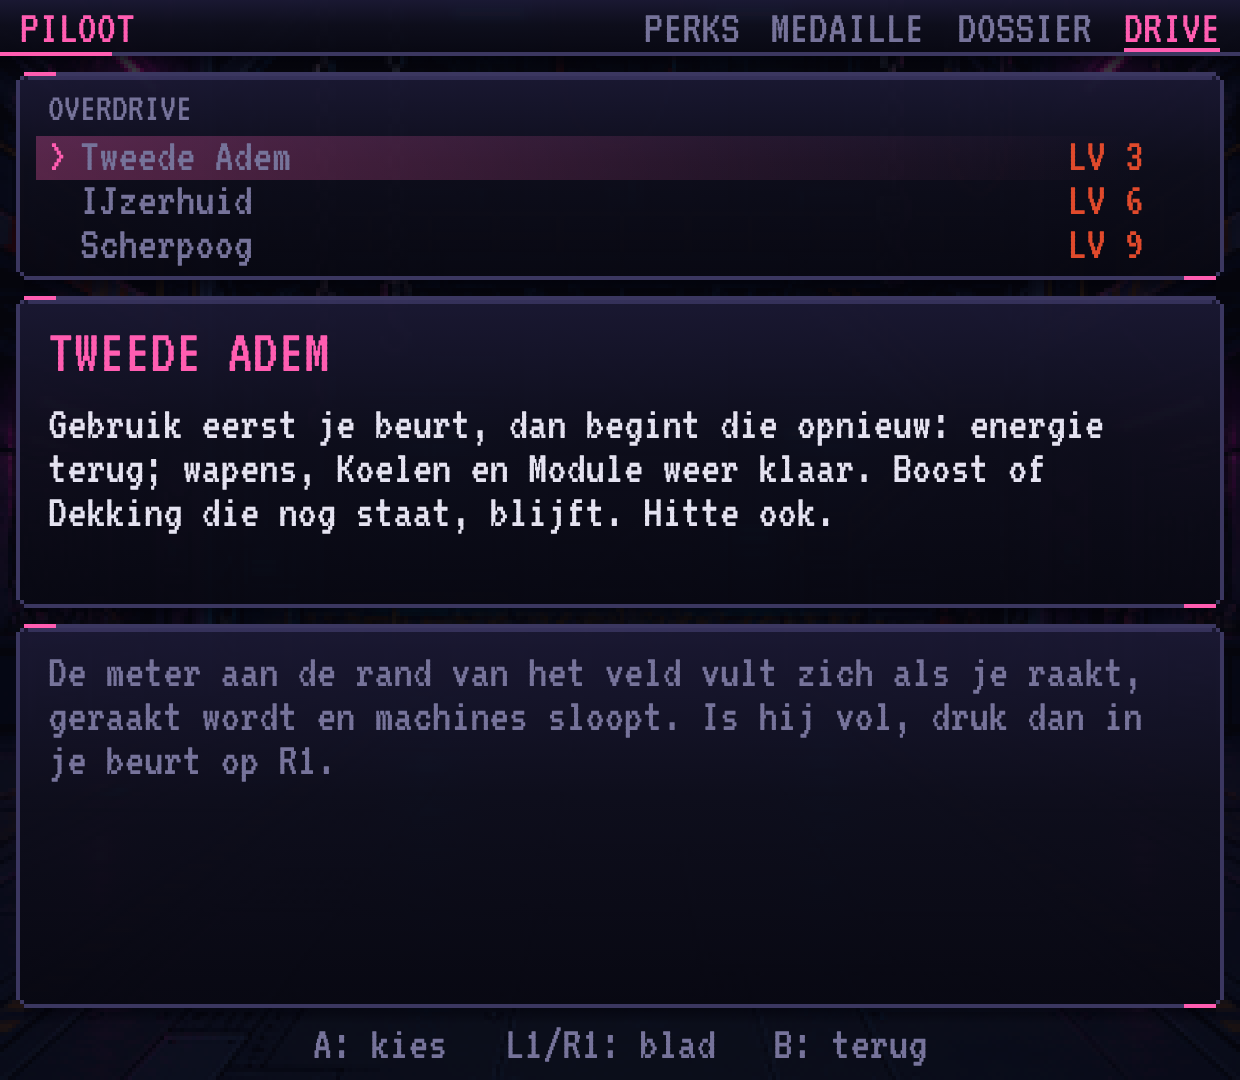 PILOOT PERKS MEDAILLE DOSSIER DRIVE
OVERDRIVE
> Tweede Adem LV 3
IJzerhuid LV 6
Scherpoog LV 9
TWEEDE ADEM
Gebruik eerst je beurt, dan begint die opnieuw: energie
terug; wapens, Koelen en Module weer klaar. Boost of
Dekking die nog staat, blijft. Hitte ook.
De meter aan de rand van het veld vult zich als je raakt,
geraakt wordt en machines sloopt. Is hij vol, druk dan in
je beurt op R1.
A: kies L1/R1: blad B: terug